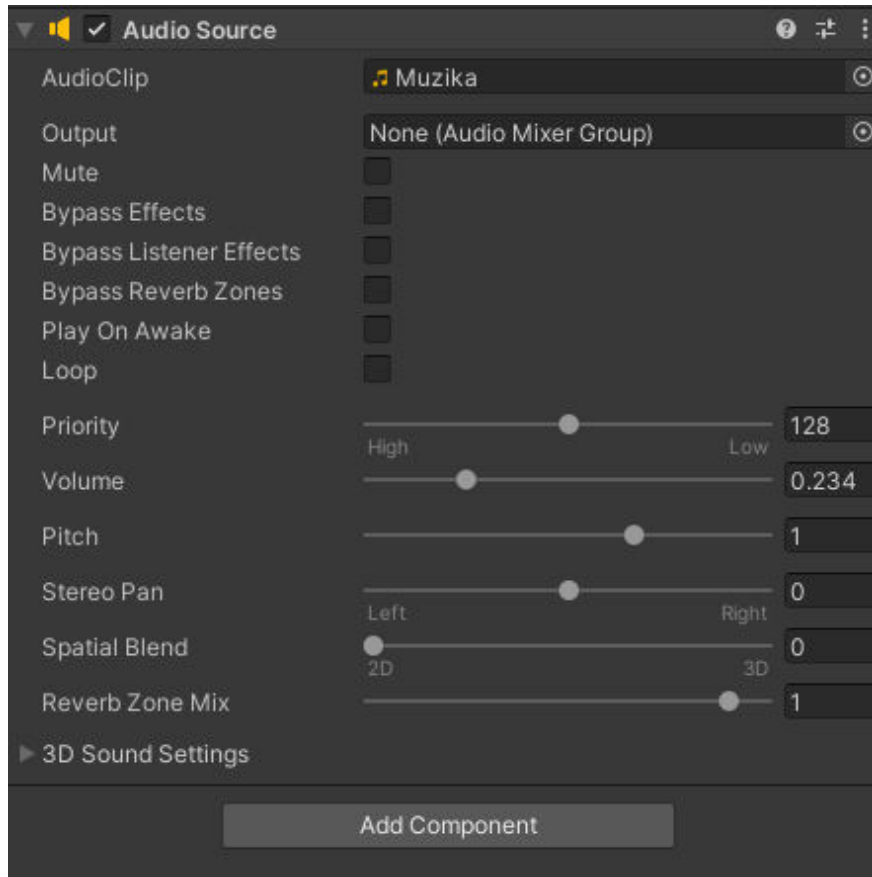 Audio Source
AudioClip Muzika
Output None (Audio Mixer Group)
Mute
Bypass Effects
Bypass Listener Effects
Bypass Reverb Zones
Play On Awake
Loop
Priority 128
High Low
Volume 0.234
Pitch 1
Stereo Pan 0
Left Right
Spatial Blend 0
2D 3D
Reverb Zone Mix 1
3D Sound Settings
Add Component